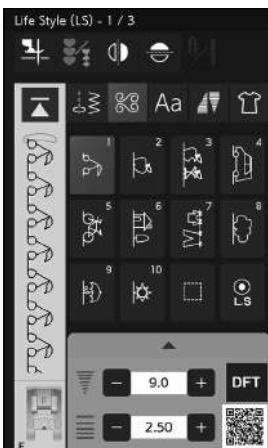 Life Style (LS) - 1 / 3
Aa
1 2 3 4
5 6 7 8
9 10
LS
F
- 9.0 + DFT
- 2.50 +
F